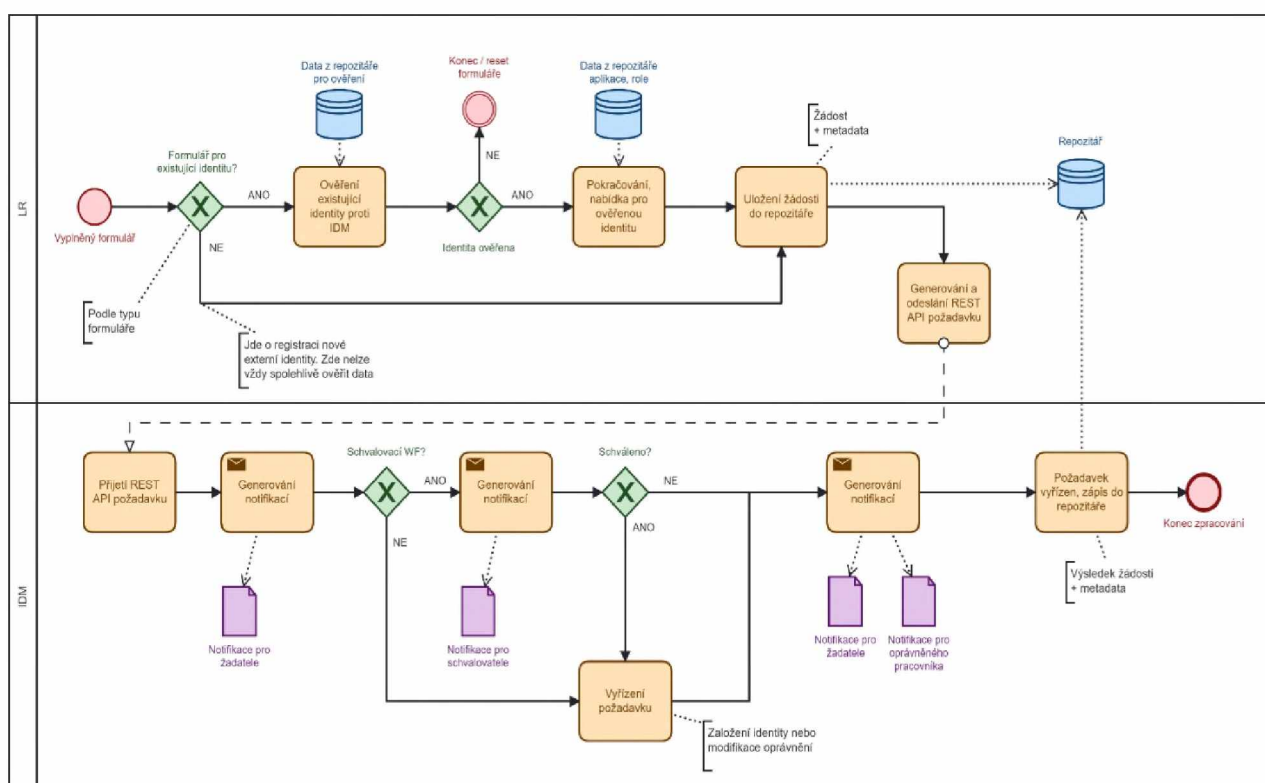 LR
Data z repozitáře
pro ověření
Konec / reset
formuláře
Data z repozitáře
aplikace, role
Žádost
+ metadata
Repozitář
Formulář pro
existující identitu?
NE
ANO
Ověření
existující
identity proti
IDM
ANO
Pokračování,
nabídka pro
ověřenou
identitu
Uložení žádosti
do repozitáře
Vyplněný formulář
NE
Identita ověřena
Generování a
odeslání REST
API požadavku
Podle typu
formuláře
Jde o registraci nové
externí identity. Zde nelze
vždy spolehlivě ověřit data
IDM
Schvalovací WF?
Schváleno?
Přijetí REST
API požadavku
Generování
notifikací
ANO
Generování
notifikací
NE
Generování
notifikací
Požadavek
vyřízen, zápis do
repozitáře
Konec zpracování
NE
ANO
Výsledek žádosti
+ metadata
Notifikace pro
žadatele
Notifikace pro
schvalovatele
Notifikace pro
žadatele
Notifikace pro
oprávněného
pracovníka
Vyřízení
požadavku
Založení identity nebo
modifikace oprávnění